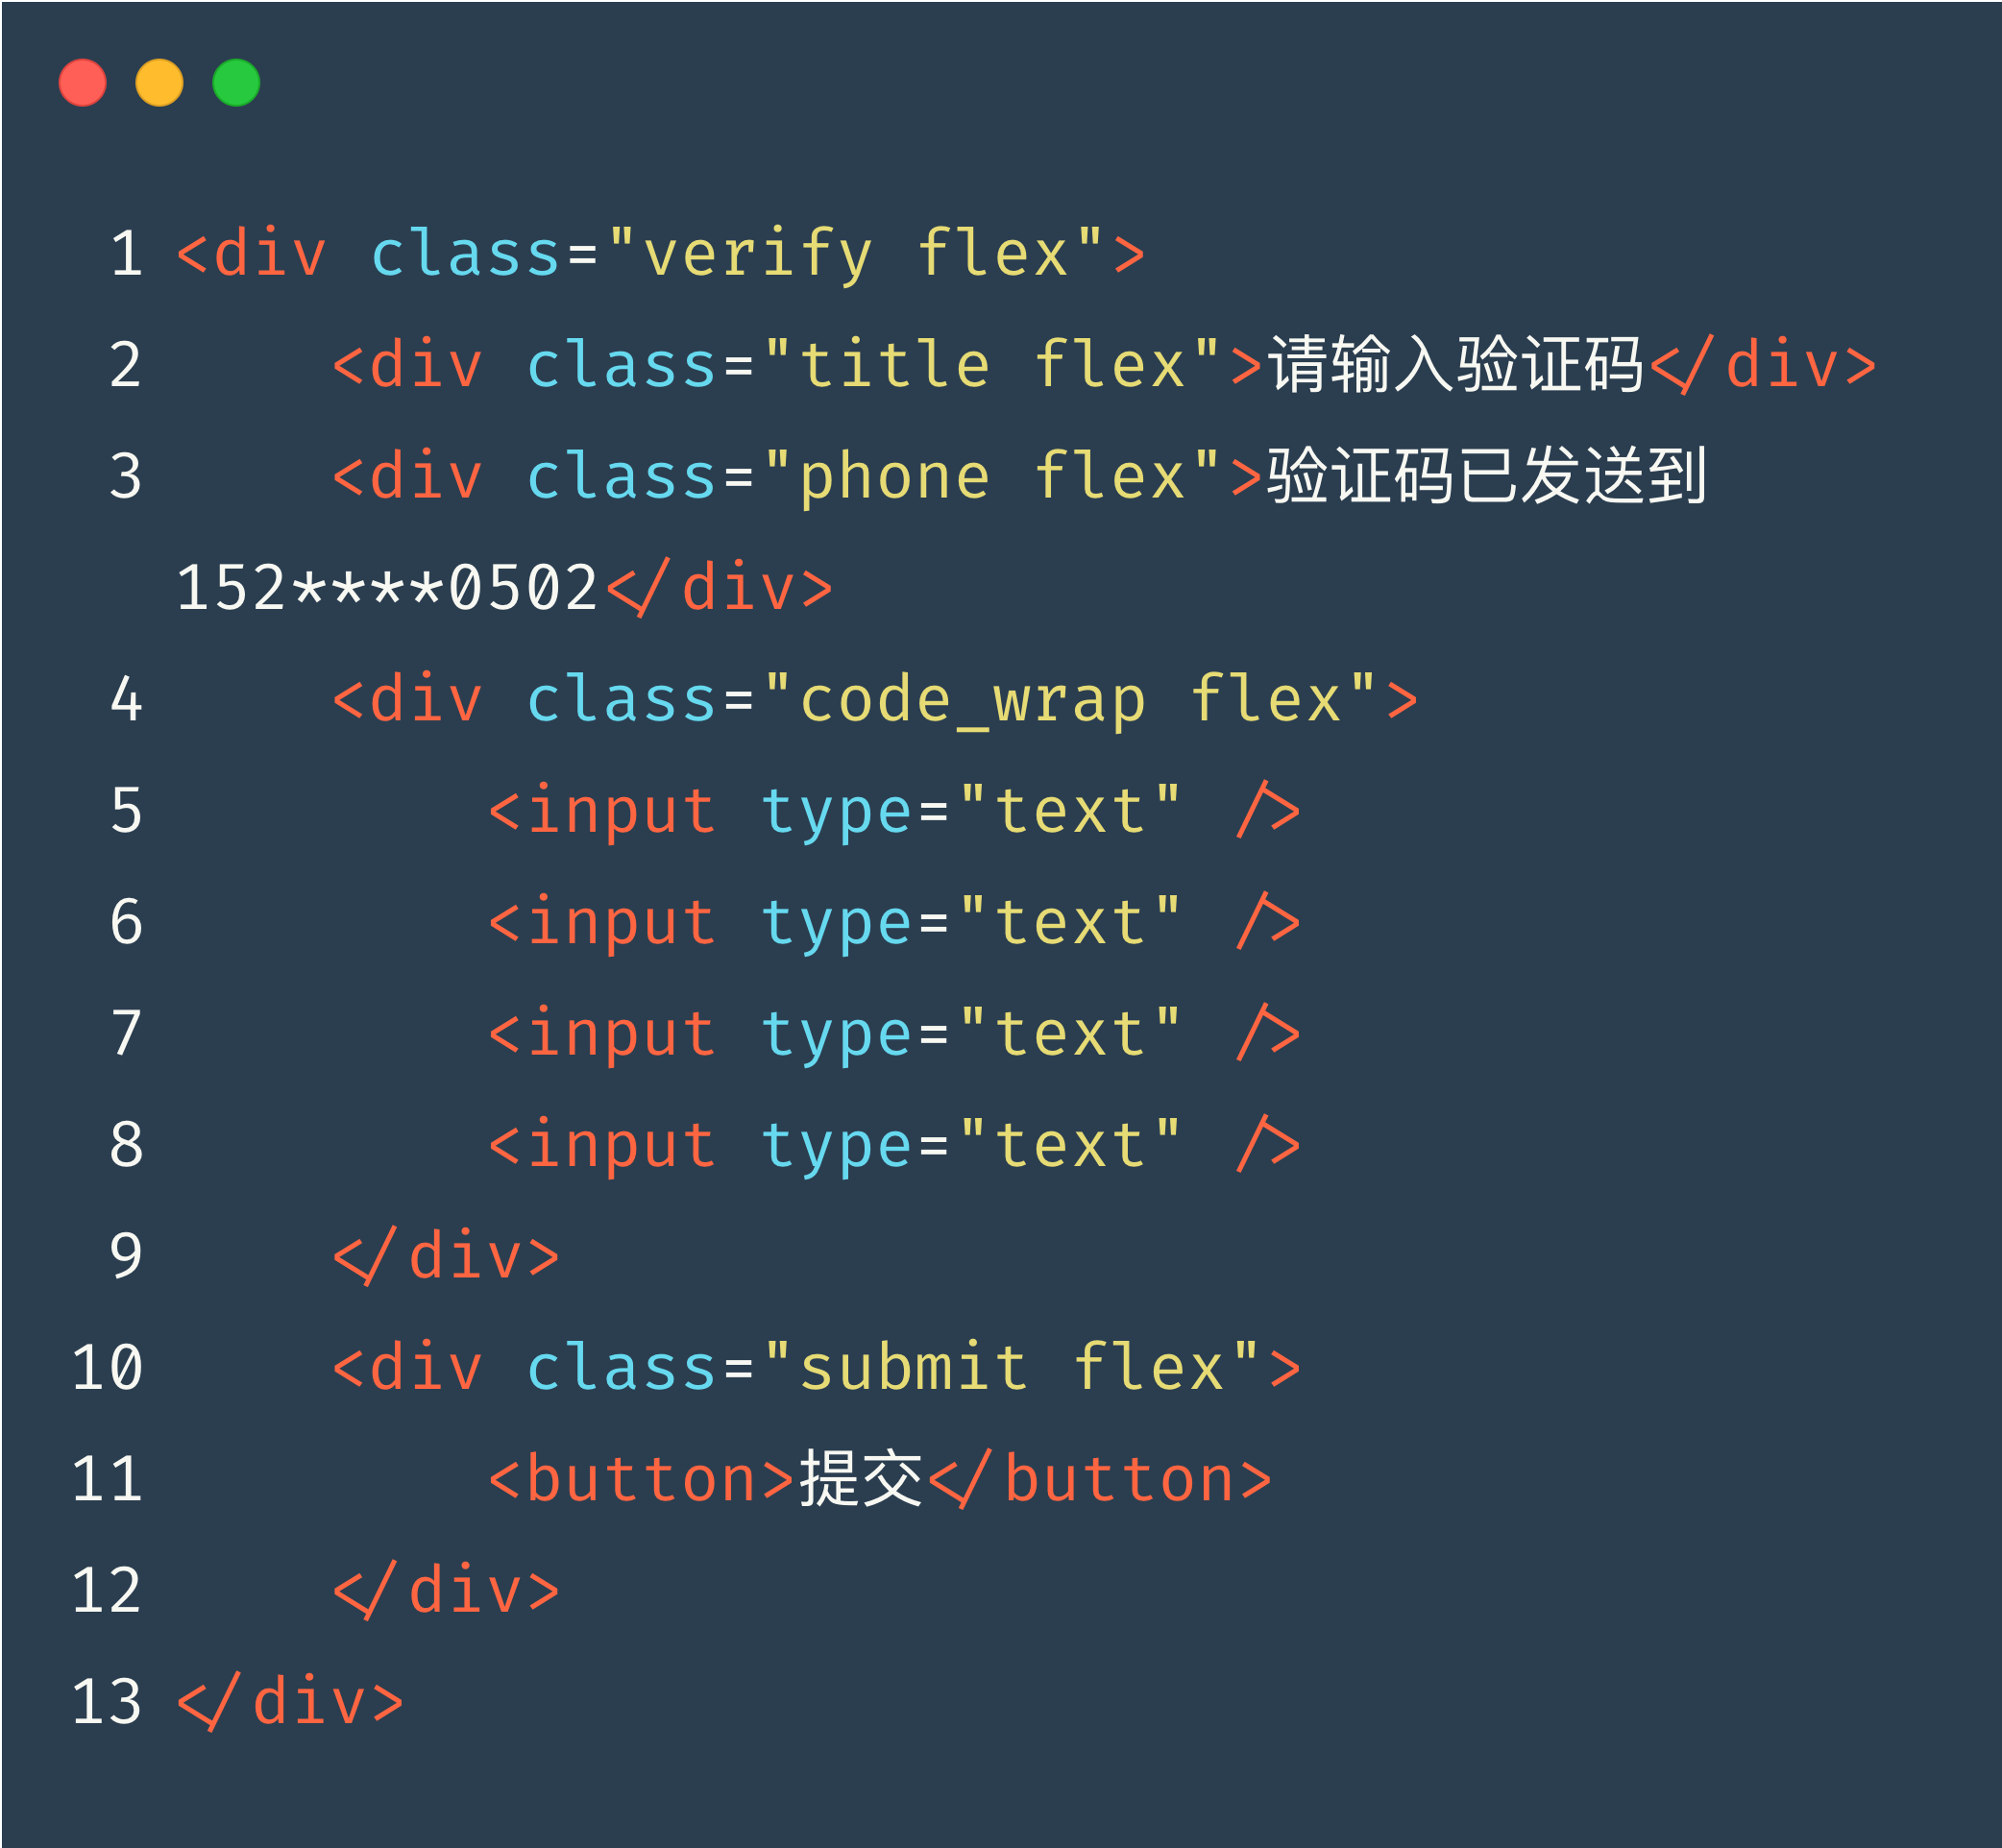 1 <div class="verify flex">
2     <div class="title flex">请输入验证码</div>
3     <div class="phone flex">验证码已发送到
152****0502</div>
4     <div class="code_wrap flex">
5         <input type="text" />
6         <input type="text" />
7         <input type="text" />
8         <input type="text" />
9     </div>
10     <div class="submit flex">
11         <button>提交</button>
12     </div>
13 </div>